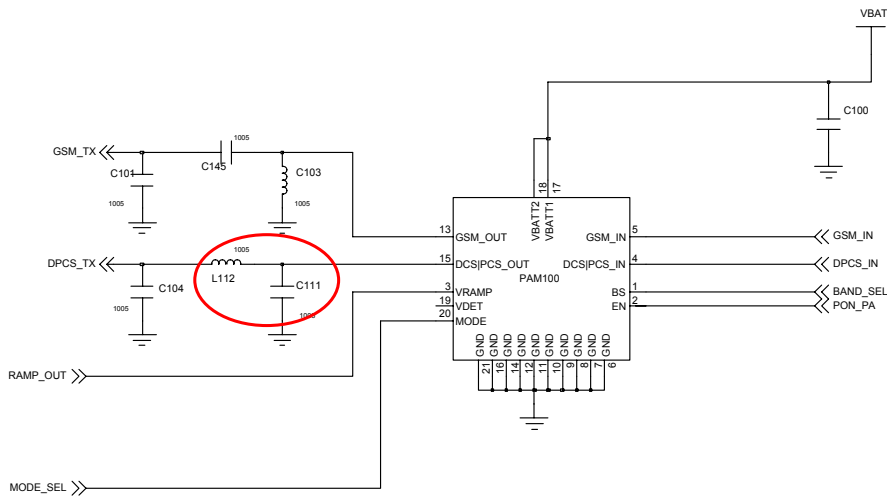 VBAT
C100
GSM_TX
1005
C145
C101
C103
1005
1005
18
17
VBATT2
VBATT1
13
GSM_OUT
GSM_IN
5
GSM_IN
DPCS_TX
1005
L112
15
DCS|PCS_OUT
DCS|PCS_IN
4
DPCS_IN
C104
C111
PAM100
3
VRAMP
BS
1
BAND_SEL
1005
19
VDET
EN
2
PON_PA
1005
20
MODE
GND GND GND GND GND GND GND GND GND GND
21 16 14 12 11 10 9 8 7 6
RAMP_OUT
MODE_SEL